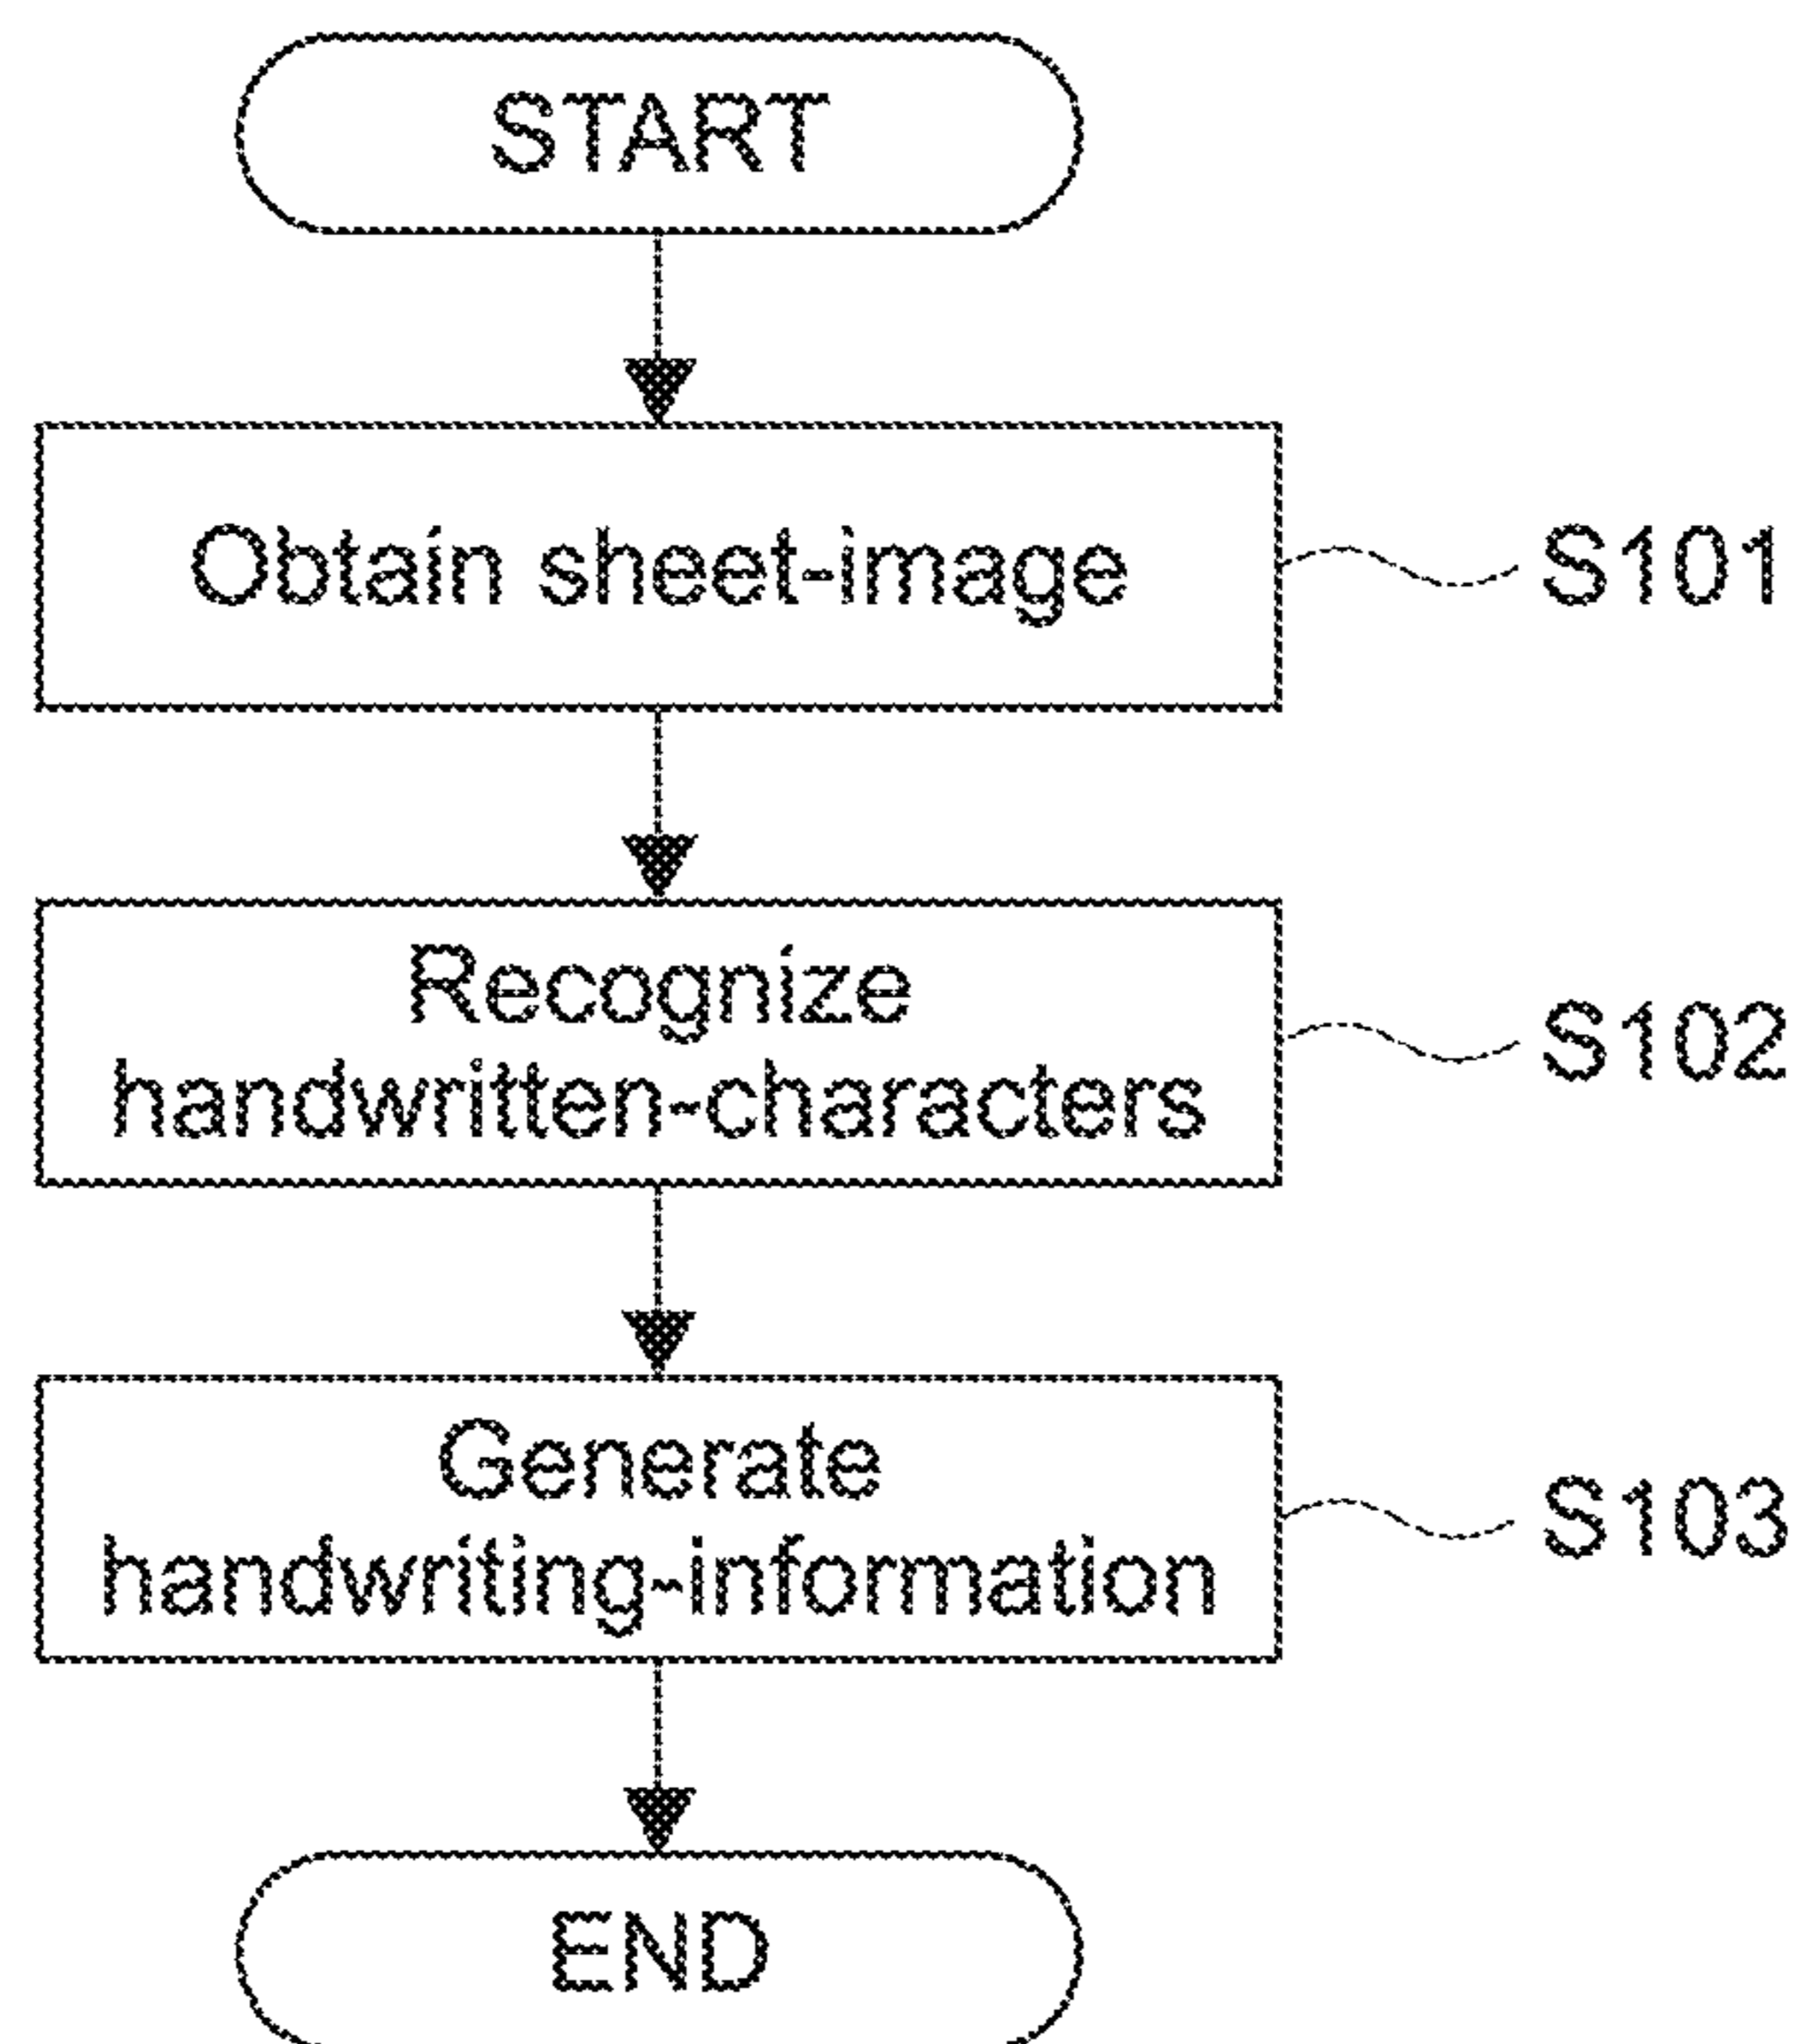 START
Obtain sheet-image
S101
Recognize
handwritten-characters
S102
Generate
handwriting-information
S103
END